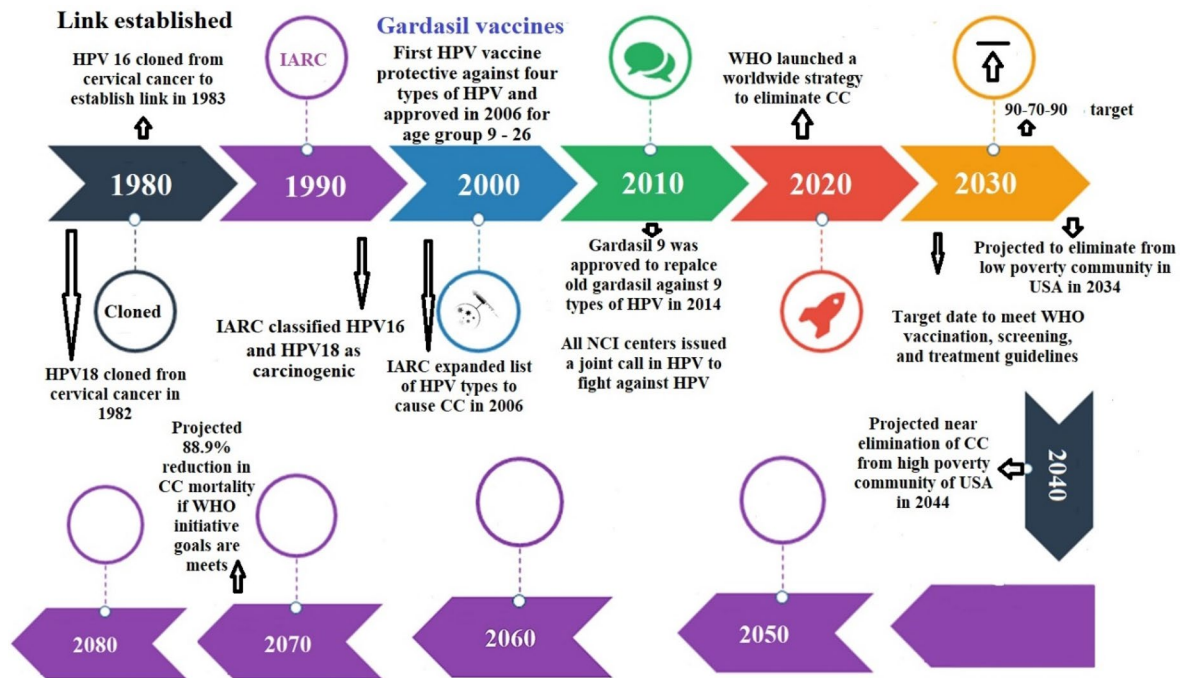 Link established
HPV 16 cloned from
cervical cancer to
establish link in 1983
IARC
Gardasil vaccines
First HPV vaccine
protective against four
types of HPV and
approved in 2006 for
age group 9 - 26
WHO launched a
worldwide strategy
to eliminate CC
90-70-90 target
1980
1990
2000
2010
2020
2030
Cloned
HPV18 cloned fron
cervical cancer in
1982
IARC classified HPV16
and HPV18 as
carcinogenic
IARC expanded list
of HPV types to
cause CC in 2006
Gardasil 9 was
approved to repalce
old gardasil against 9
types of HPV in 2014
All NCI centers issued
a joint call in HPV to
fight against HPV
Projected to eliminate from
low poverty community in
USA in 2034
Target date to meet WHO
vaccination, screening,
and treatment guidelines
2040
Projected near
elimination of CC
from high poverty
community of USA
in 2044
Projected
88.9%
reduction in
CC mortality
if WHO
initiative
goals are
meets
2080
2070
2060
2050